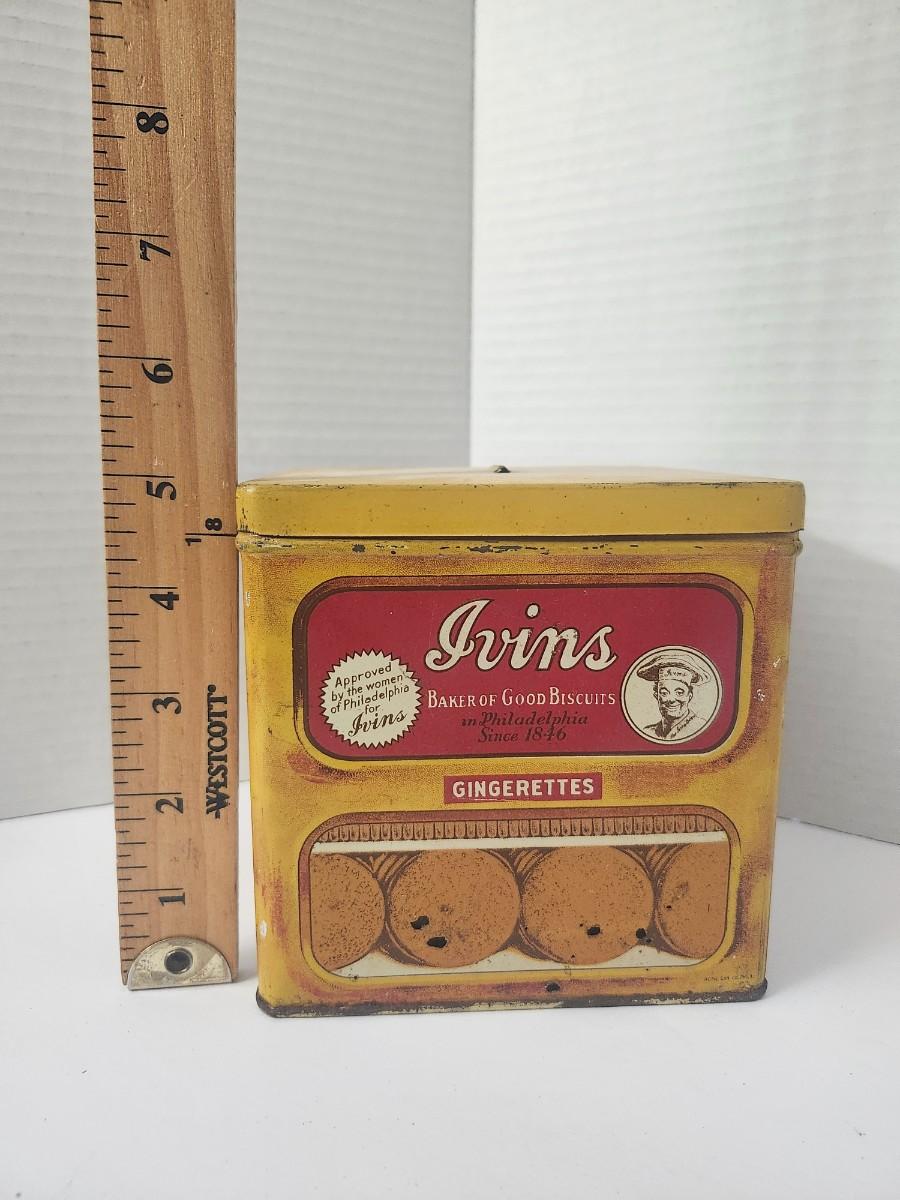 8
7
6
5
1 8
4
3
WESTCOTT
2
1
Ivins
Approved
by the women
of Philadelphia
for
Ivins
BAKER OF GOOD BISCUITS
in Philadelphia
Since 1846
GINGERETTES